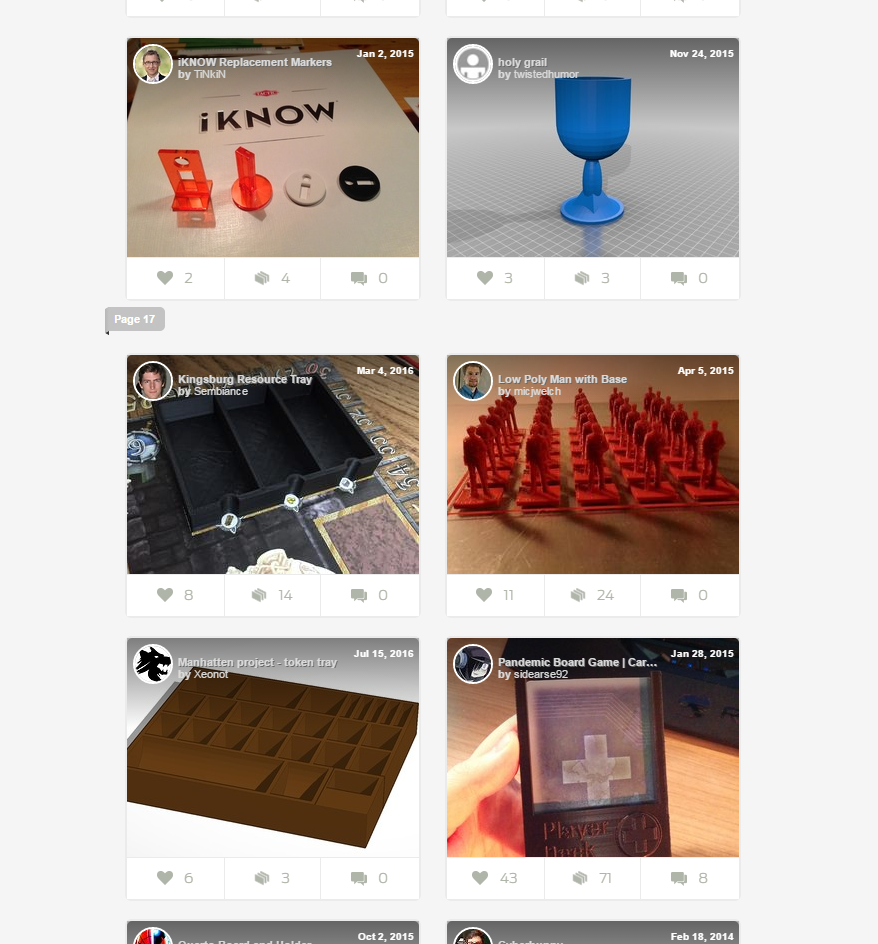 iKNOW Replacement Markers
by TiNkiN
Jan 2, 2015
iKNOW
2
4
0
holy grail
by twistedhumor
Nov 24, 2015
3
3
0
Page 17
Kingsburg Resource Tray
by Sembiance
Mar 4, 2016
8
14
0
Low Poly Man with Base
by micjwelch
Apr 5, 2015
11
24
0
Manhatten project - token tray
by Xeonot
Jul 15, 2016
6
3
0
Pandemic Board Game | Car...
by sidearse92
Jan 28, 2015
Player
43
71
8
Oct 2, 2015
Feb 18, 2014